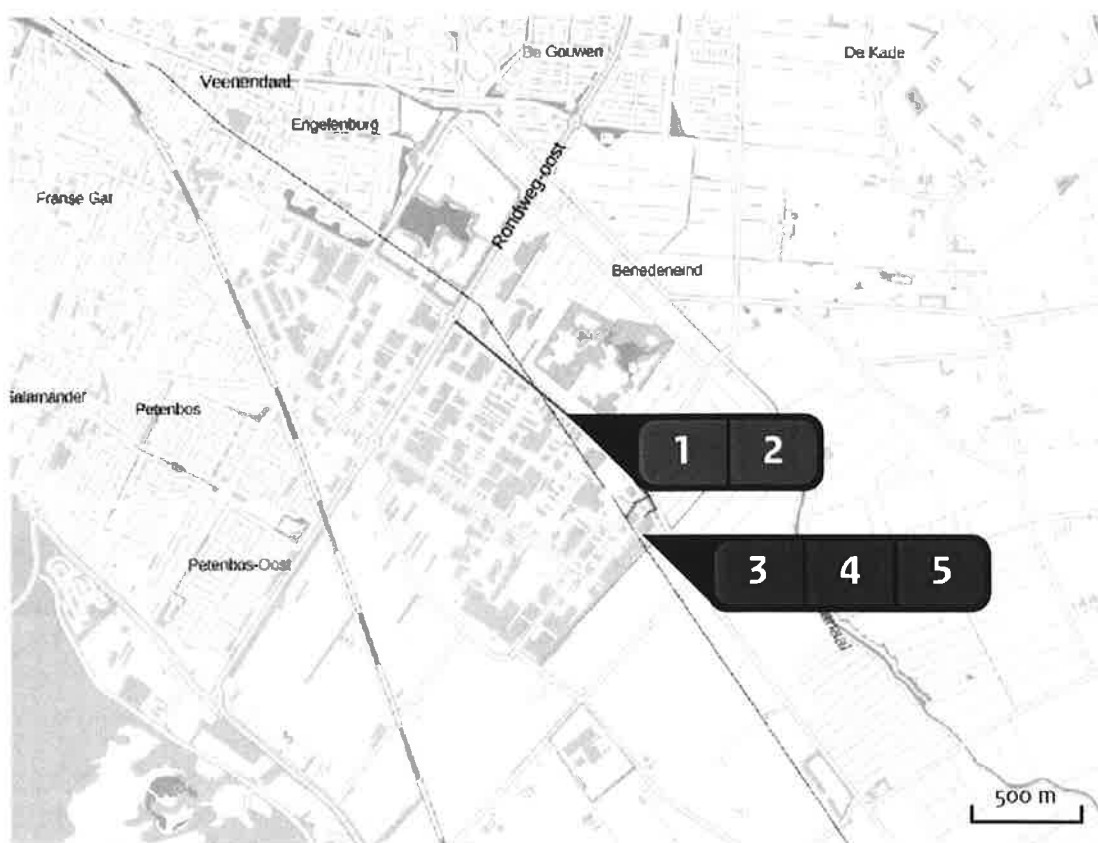 De Gouwen
De Kade
Veenendaal
Engelenburg
Rondweg-oost
Franse Gat
Benedeneind
Salamander
Petenbos
1 2
Petenbos-Oost
3 4 5
500 m